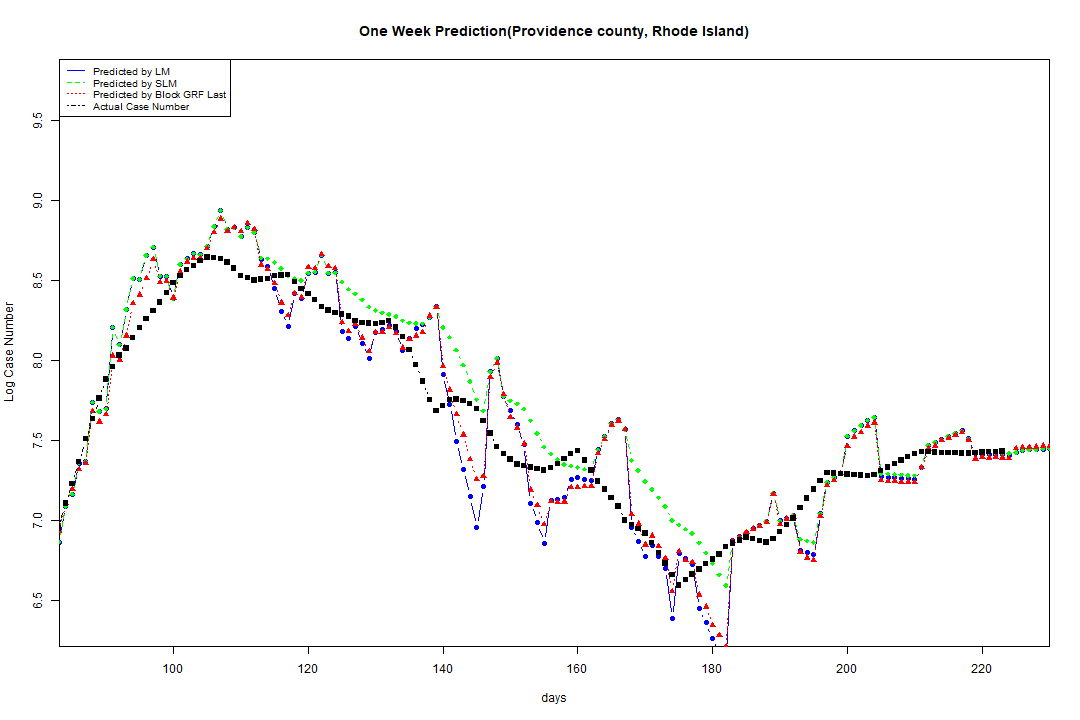 One Week Prediction(Providence county, Rhode Island)
Predicted by LM
Predicted by SLM
Predicted by Block GRF Last
Actual Case Number
9.5
9.0
8.5
8.0
7.5
7.0
6.5
Log Case Number
100 120 140 160 180 200 220
days